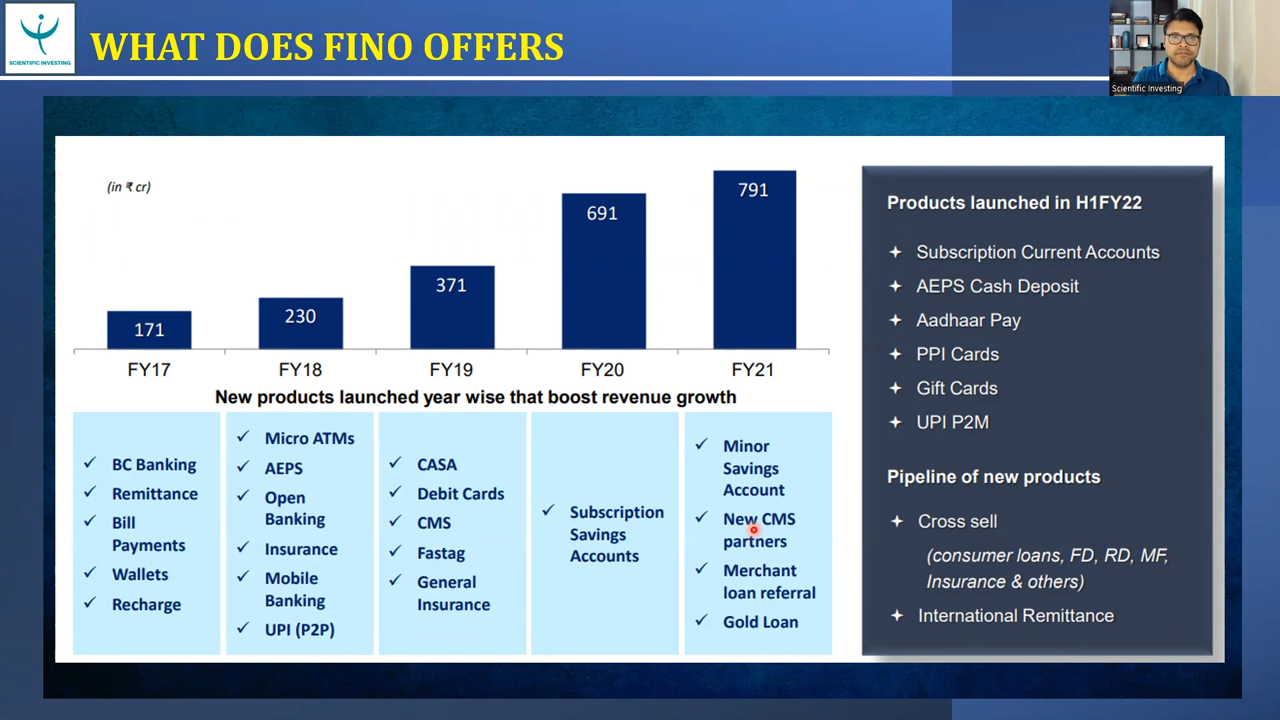 SCIENTIFIC INVESTING
WHAT DOES FINO OFFERS
Scientific Investing
(in ₹ cr)
171
230
371
691
791
FY17
FY18
FY19
FY20
FY21
New products launched year wise that boost revenue growth
BC Banking
Remittance
Bill
Payments
Wallets
Recharge
Micro ATMs
AEPS
Open
Banking
Insurance
Mobile
Banking
UPI (P2P)
CASA
Debit Cards
CMS
Fastag
General
Insurance
Subscription
Savings
Accounts
Minor
Savings
Account
New CMS
partners
Merchant
loan referral
Gold Loan
Products launched in H1FY22
Subscription Current Accounts
AEPS Cash Deposit
Aadhaar Pay
PPI Cards
Gift Cards
UPI P2M
Pipeline of new products
Cross sell
(consumer loans, FD, RD, MF,
Insurance & others)
International Remittance